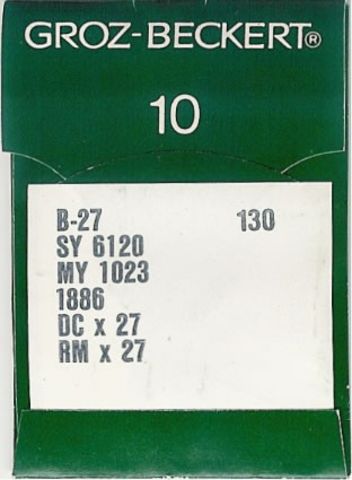 GROZ-BECKERT®
10
B-27 130
SY 6120
MY 1023
1886
DC x 27
RM x 27